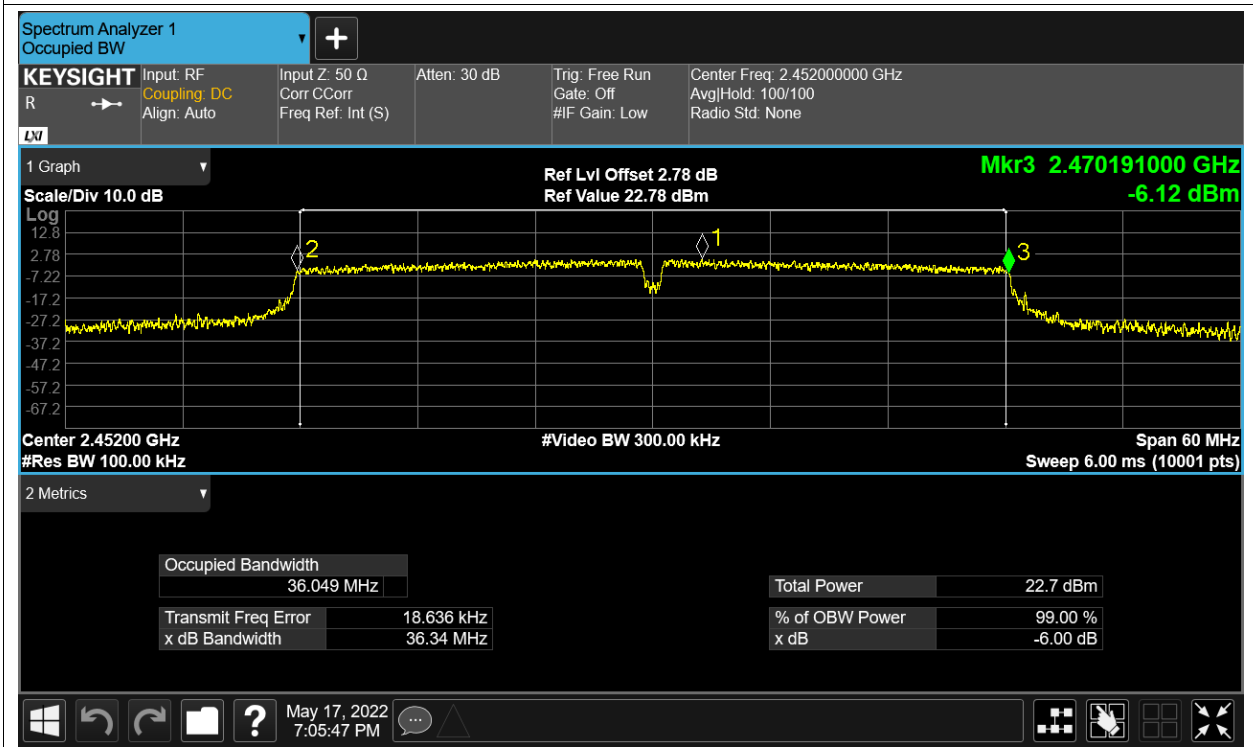 Spectrum Analyzer 1
Occupied BW
KEYSIGHT
R
LXI
Input: RF
Coupling: DC
Align: Auto
Input Z: 50 Ω
Corr CCorr
Freq Ref: Int (S)
Atten: 30 dB
Trig: Free Run
Gate: Off
#IF Gain: Low
Center Freq: 2.452000000 GHz
Avg|Hold: 100/100
Radio Std: None
1 Graph
Scale/Div 10.0 dB
Ref Lvl Offset 2.78 dB
Ref Value 22.78 dBm
Mkr3 2.470191000 GHz
-6.12 dBm
Log
12.8
2.78
-7.22
-17.2
-27.2
-37.2
-47.2
-57.2
-67.2
2
1
3
Center 2.45200 GHz
#Res BW 100.00 kHz
#Video BW 300.00 kHz
Span 60 MHz
Sweep 6.00 ms (10001 pts)
2 Metrics
Occupied Bandwidth
36.049 MHz
Transmit Freq Error 18.636 kHz
x dB Bandwidth 36.34 MHz
Total Power 22.7 dBm
% of OBW Power 99.00 %
x dB -6.00 dB
?
May 17, 2022
7:05:47 PM